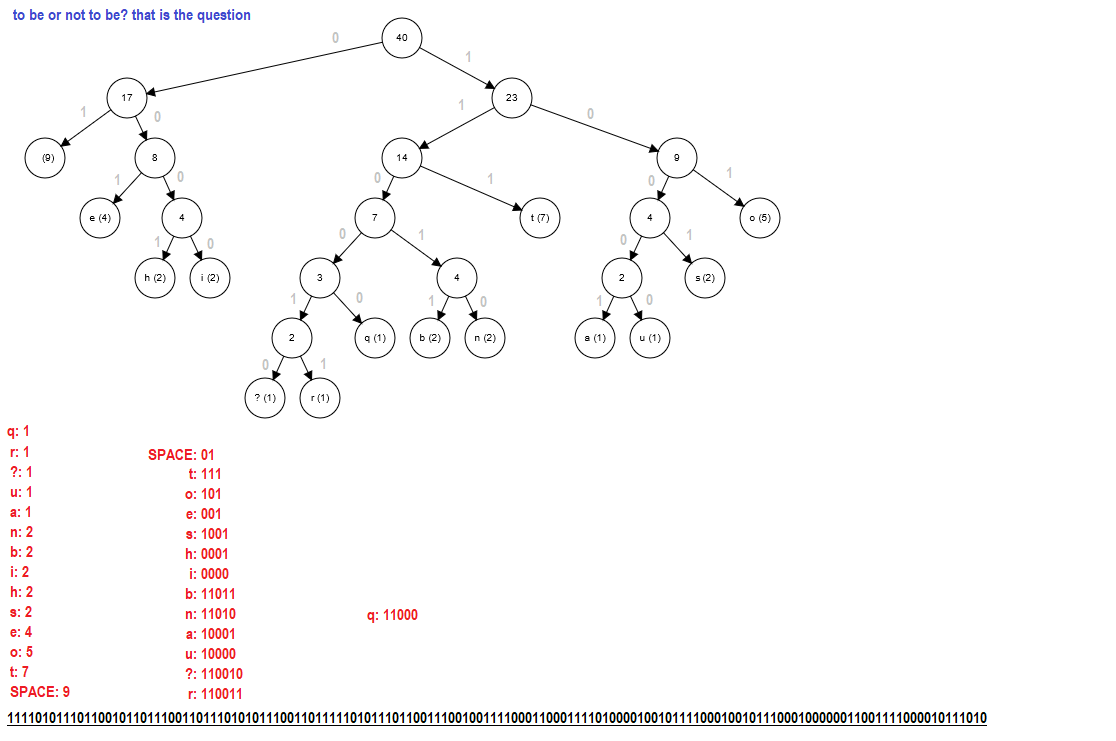 to be or not to be? that is the question
0 40 1
17 1 23 0
1 0 1 0
(9) 8 14 9
1 0 0 1 0 1
e (4) 4 7 t (7) 4 o (5)
1 0 0 1 0 1
h (2) i (2) 3 4 2 s (2)
1 0 1 0 1 0
2 q (1) b (2) n (2) a (1) u (1)
0 1
? (1) r (1)
q: 1
r: 1
?: 1
u: 1
a: 1
n: 2
b: 2
i: 2
h: 2
s: 2
e: 4
o: 5
t: 7
SPACE: 9
SPACE: 01
t: 111
o: 101
e: 001
s: 1001
h: 0001
i: 0000
b: 11011
n: 11010
a: 10001
u: 10000
?: 110010
r: 110011
q: 11000